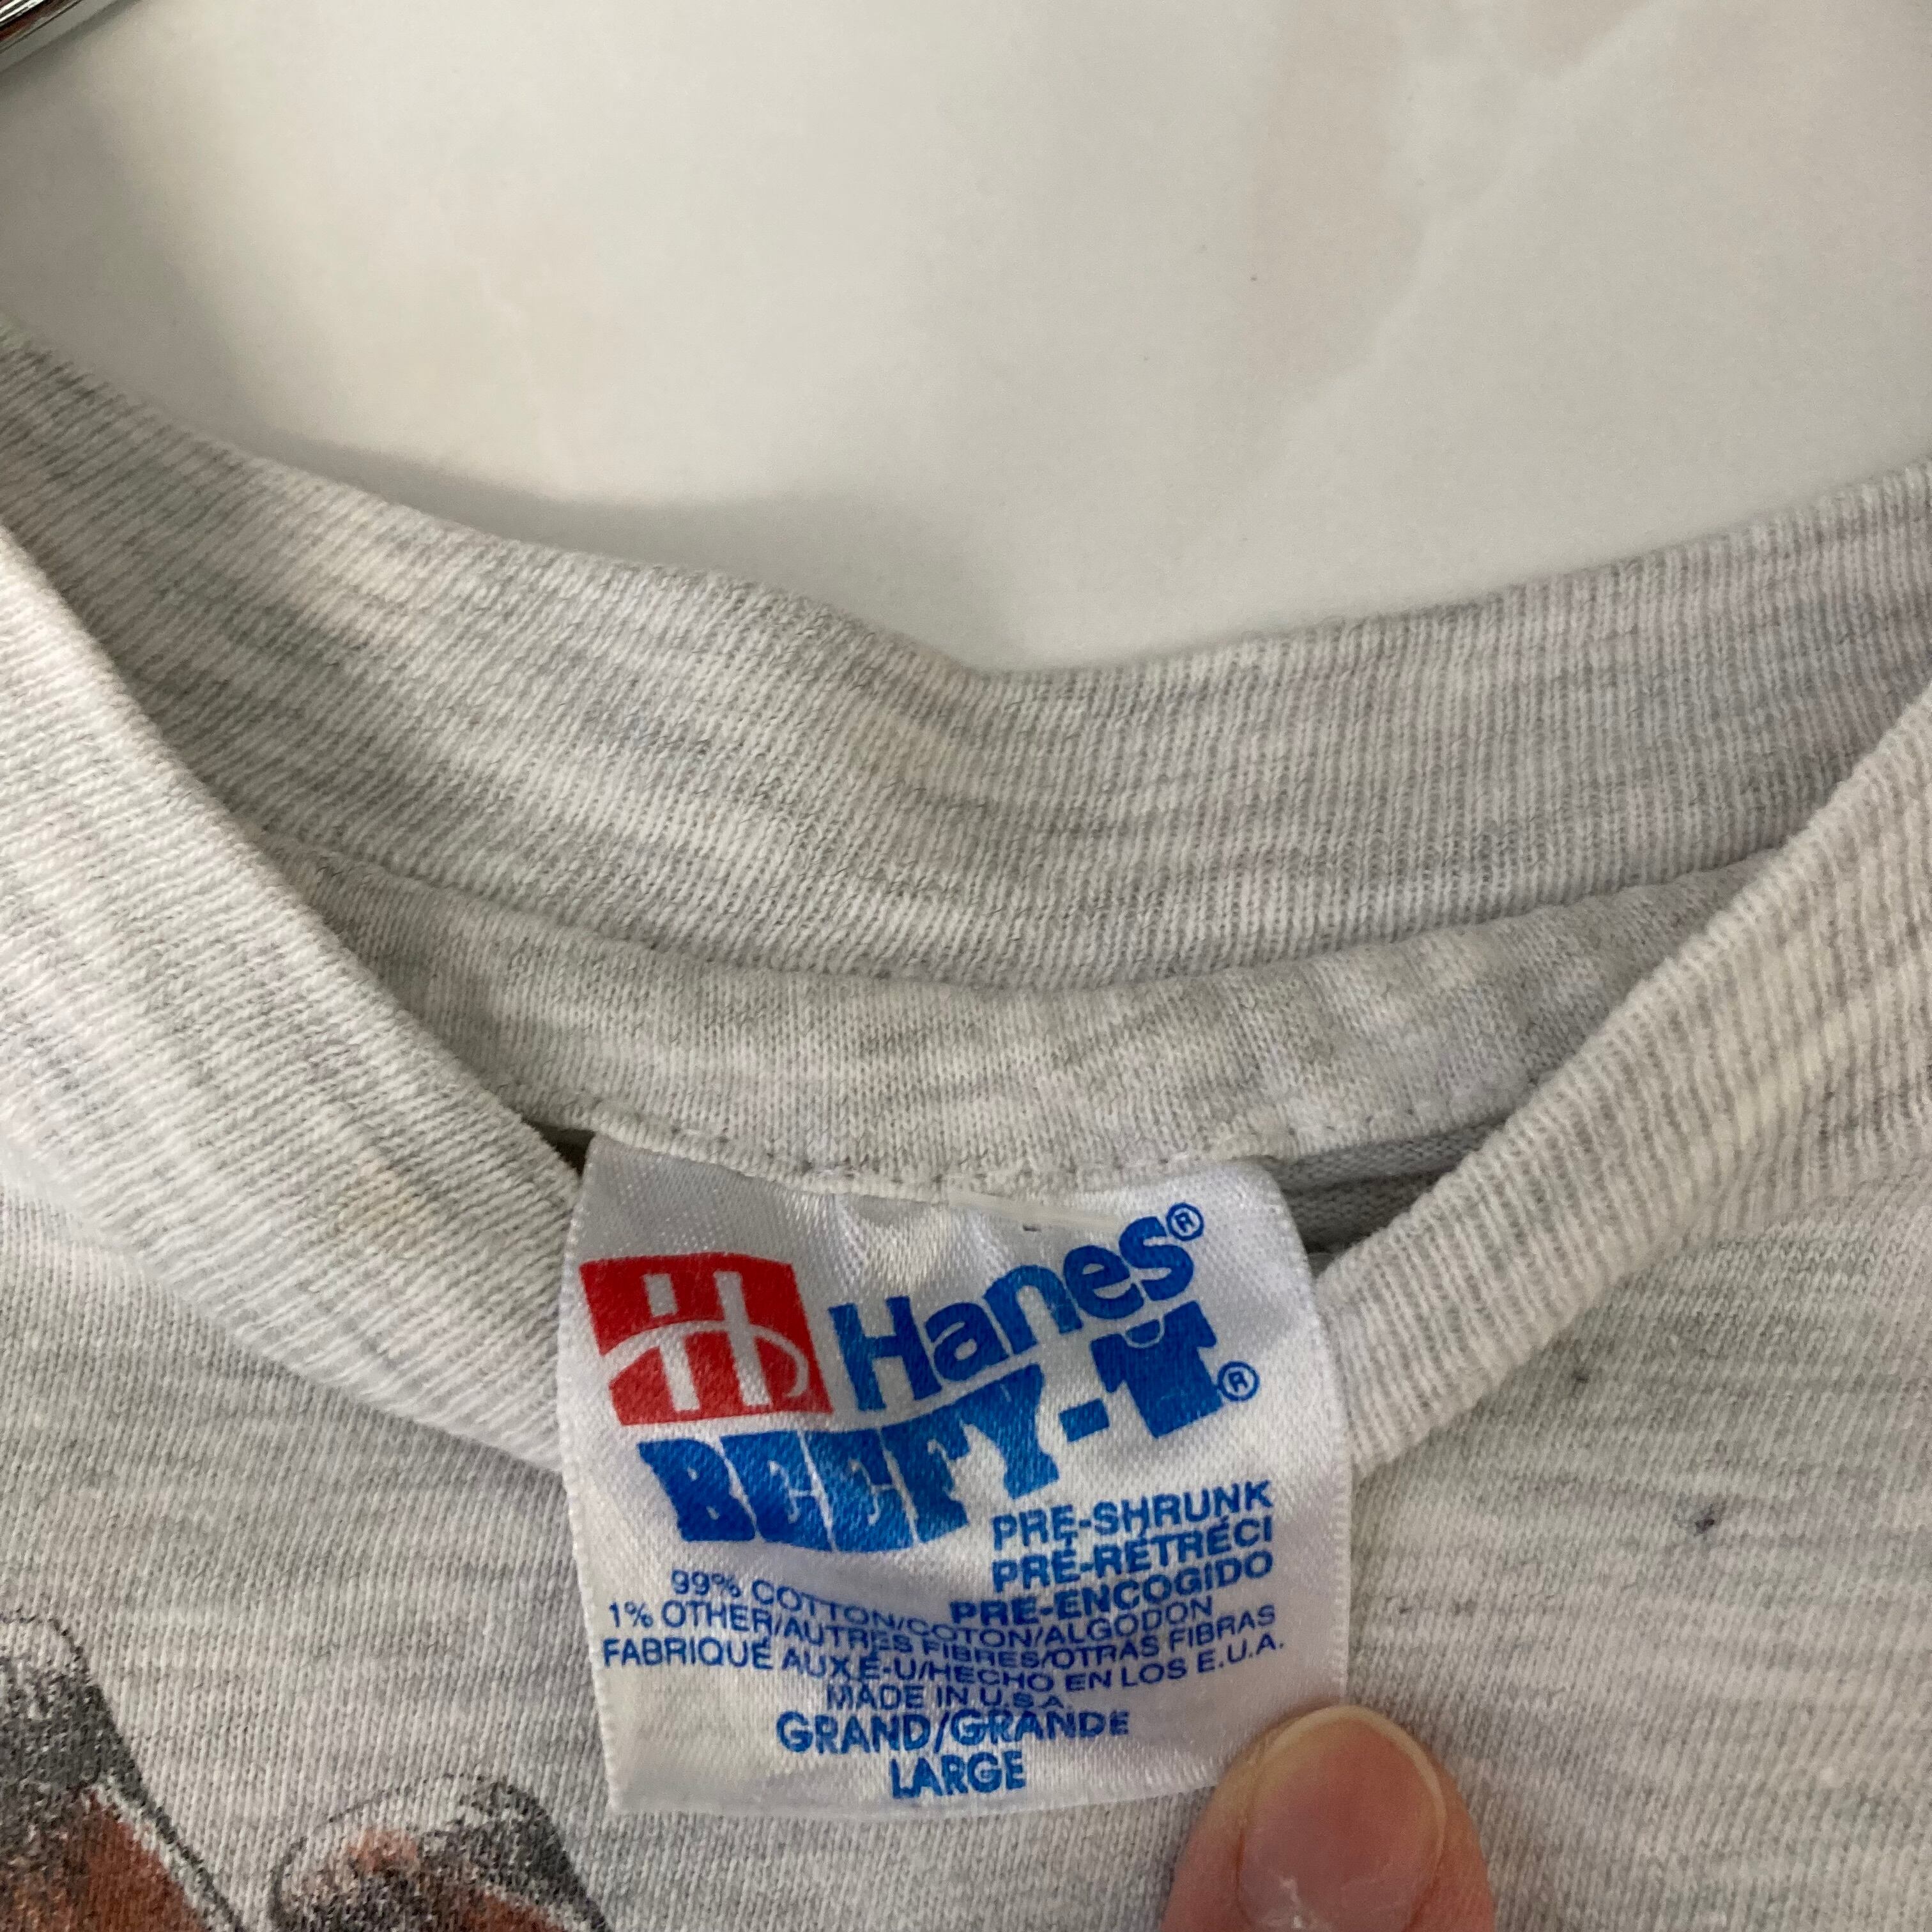 Hanes®
BEEFY-T®
PRE-SHRUNK
PRÉ-RÉTRÉCI
PRE-ENCOGIDO
99% COTTON/COTON/ALGODON
1% OTHER/AUTRES FIBRES/OTRAS FIBRAS
FABRIQUÉ AUX É-U/HECHO EN LOS E.U.A.
MADE IN U.S.A.
GRAND/GRANDE
LARGE